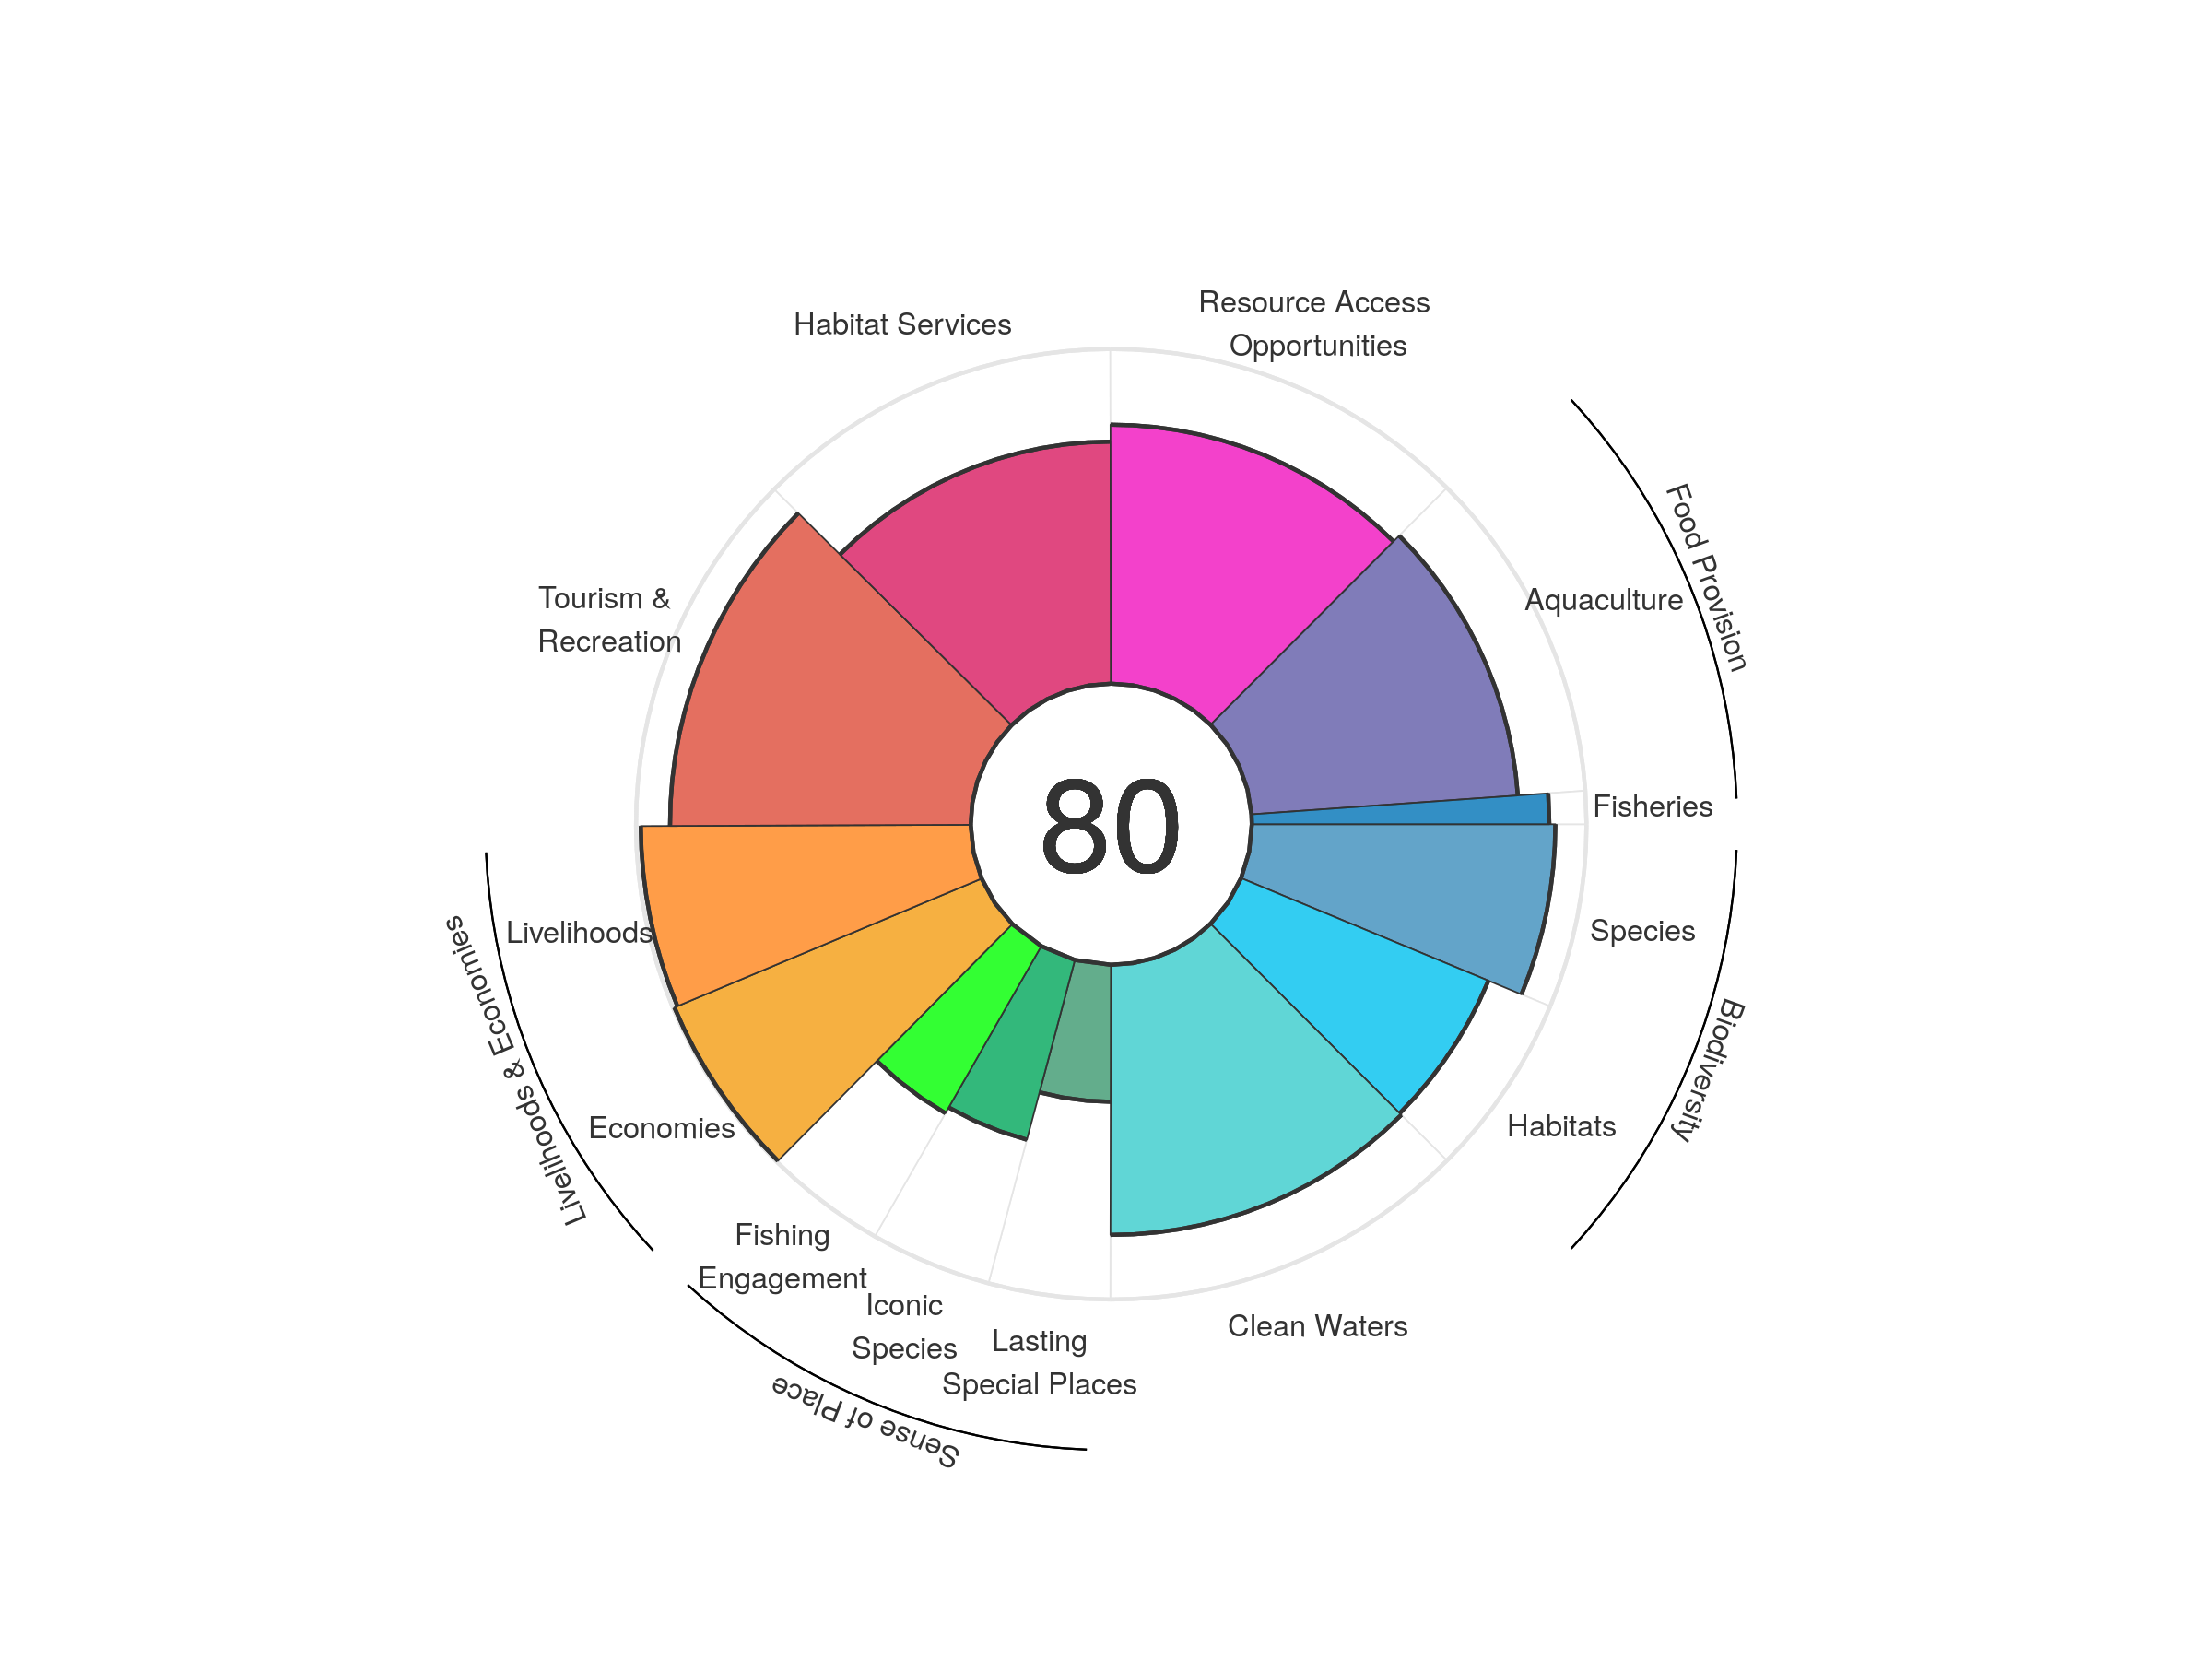 Resource Access
Opportunities
Habitat Services
Food Provision
Tourism &
Recreation
Aquaculture
Fisheries
80
Livelihoods
Species
Livelihoods & Economies
Biodiversity
Economies
Habitats
Fishing
Engagement
Iconic
Species
Lasting
Special Places
Clean Waters
Sense of Place